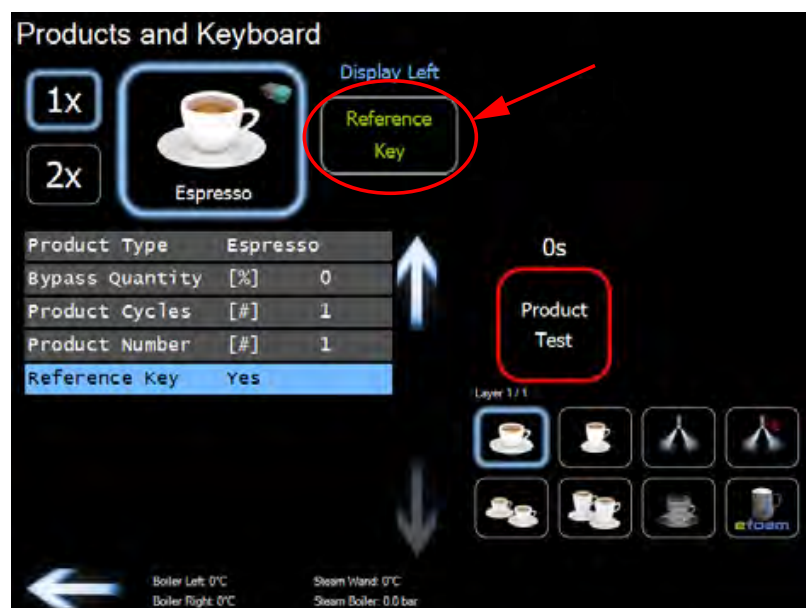 Products and Keyboard
Display Left
1x
Reference
Key
2x
Espresso
Product Type Espresso
Bypass Quantity [%] 0
Product Cycles [#] 1
Product Number [#] 1
Reference Key Yes
0s
Product
Test
Layer 1 / 1
efoam
Boiler Left: 0°C Steam Wand: 0°C
Boiler Right: 0°C Steam Boiler: 0.0 bar